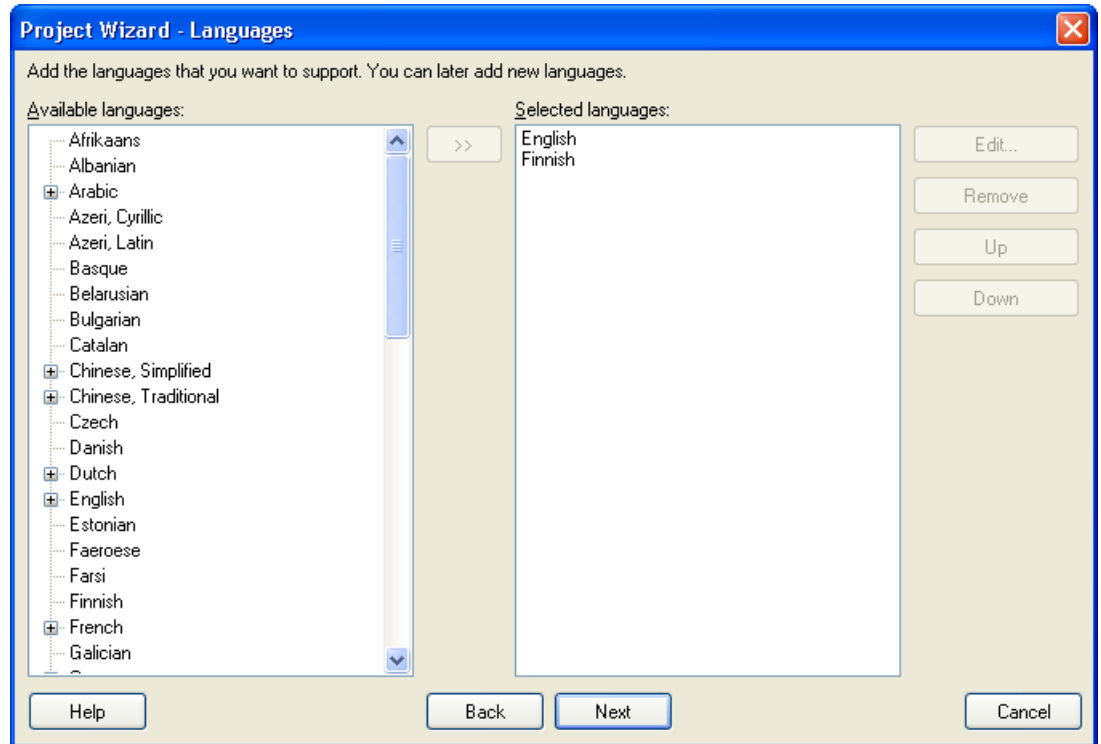 Project Wizard - Languages
Add the languages that you want to support. You can later add new languages.
Available languages:
Afrikaans
Albanian
Arabic
Azeri, Cyrillic
Azeri, Latin
Basque
Belarusian
Bulgarian
Catalan
Chinese, Simplified
Chinese, Traditional
Czech
Danish
Dutch
English
Estonian
Faeroese
Farsi
Finnish
French
Galician
>>
Selected languages:
English
Finnish
Edit...
Remove
Up
Down
Help
Back
Next
Cancel